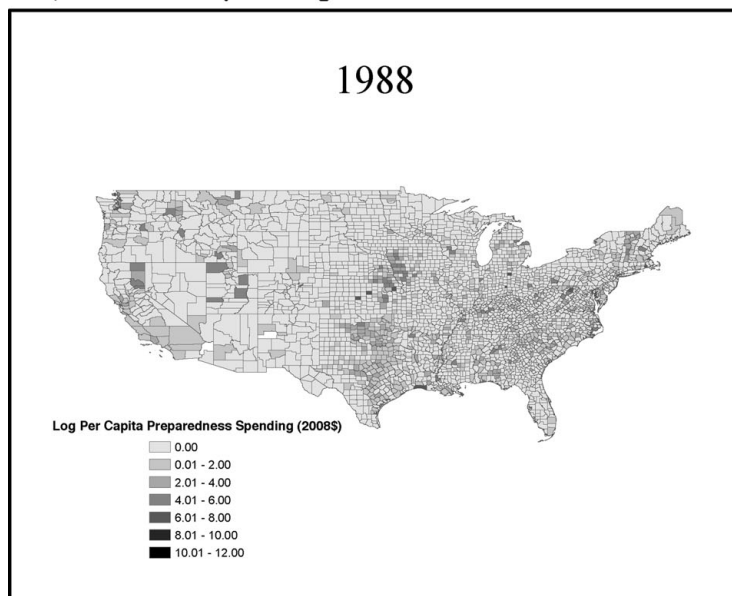 1988
Log Per Capita Preparedness Spending (2008$)
0.00
0.01 - 2.00
2.01 - 4.00
4.01 - 6.00
6.01 - 8.00
8.01 - 10.00
10.01 - 12.00